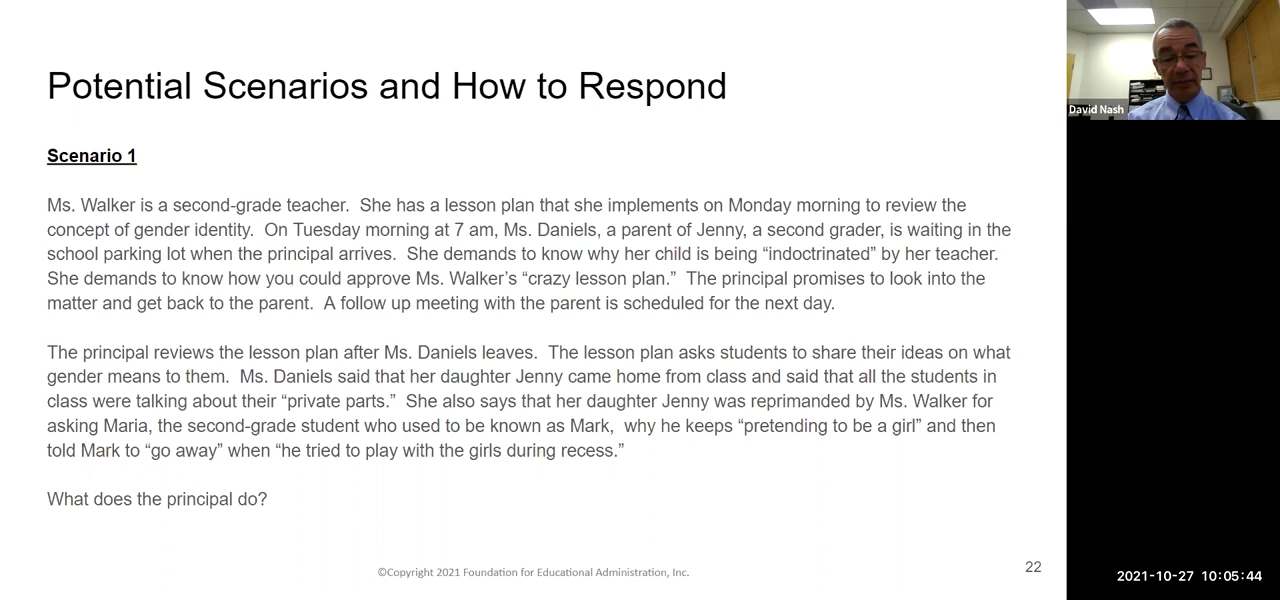 Potential Scenarios and How to Respond
Scenario 1
Ms. Walker is a second-grade teacher.  She has a lesson plan that she implements on Monday morning to review the
concept of gender identity.  On Tuesday morning at 7 am, Ms. Daniels, a parent of Jenny, a second grader, is waiting in the
school parking lot when the principal arrives.  She demands to know why her child is being “indoctrinated” by her teacher.
She demands to know how you could approve Ms. Walker’s “crazy lesson plan.”  The principal promises to look into the
matter and get back to the parent.  A follow up meeting with the parent is scheduled for the next day.
The principal reviews the lesson plan after Ms. Daniels leaves.  The lesson plan asks students to share their ideas on what
gender means to them.  Ms. Daniels said that her daughter Jenny came home from class and said that all the students in
class were talking about their “private parts.”  She also says that her daughter Jenny was reprimanded by Ms. Walker for
asking Maria, the second-grade student who used to be known as Mark,  why he keeps “pretending to be a girl” and then
told Mark to “go away” when “he tried to play with the girls during recess.”
What does the principal do?
©Copyright 2021 Foundation for Educational Administration, Inc.
22
David Nash
2021-10-27 10:05:44